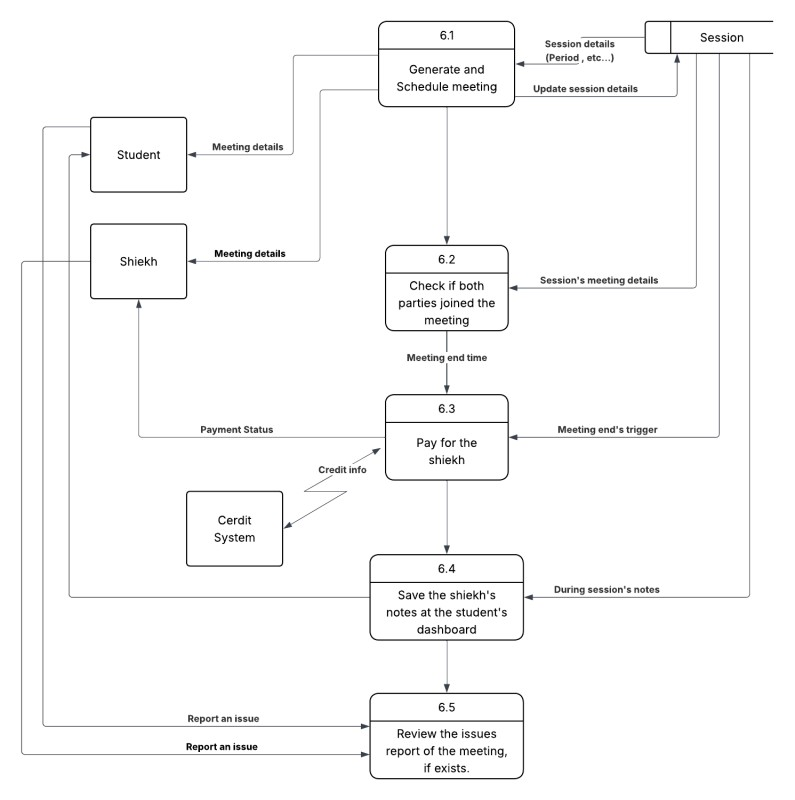 6.1
Generate and
Schedule meeting
Session details
(Period , etc...)
Session
Update session details
Student
Meeting details
Shiekh
Meeting details
6.2
Check if both
parties joined the
meeting
Session's meeting details
Meeting end time
6.3
Pay for the
shiekh
Payment Status
Meeting end's trigger
Credit info
Cerdit
System
6.4
Save the shiekh's
notes at the student's
dashboard
During session's notes
6.5
Review the issues
report of the meeting,
if exists.
Report an issue
Report an issue